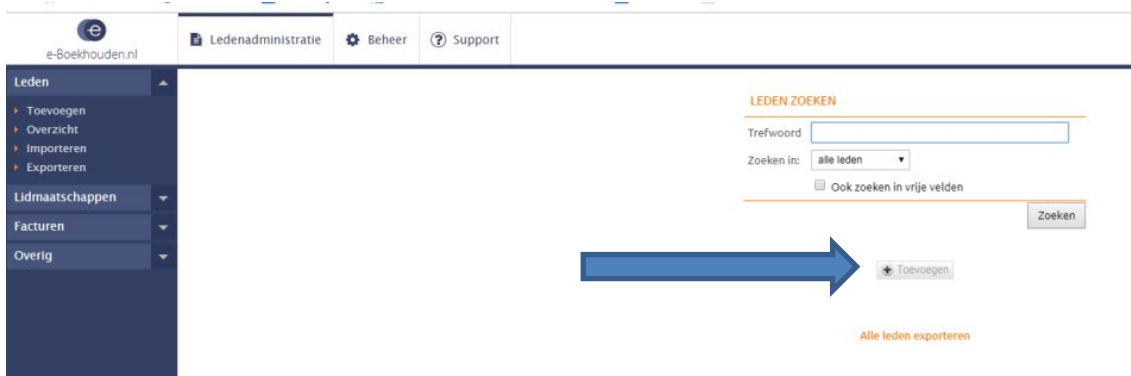 e-Boekhouden.nl
Ledenadministratie
Beheer
Support
Leden
Toevoegen
Overzicht
Importeren
Exporteren
Lidmaatschappen
Facturen
Overig
LEDEN ZOEKEN
Trefwoord
Zoeken in: alle leden
Ook zoeken in vrije velden
Zoeken
Toevoegen
Alle leden exporteren